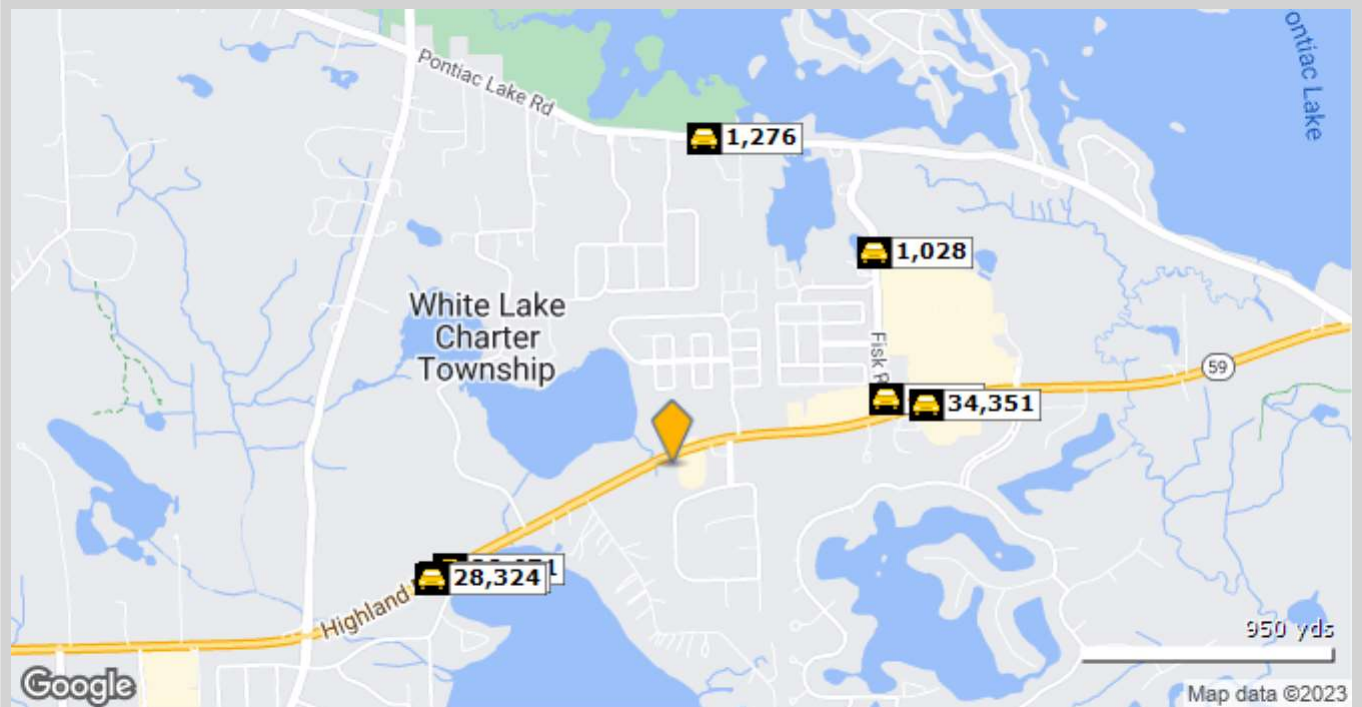 ontiac Lake
Pontiac Lake Rd
1,276
1,028
White Lake
Charter
Township
Fisk R
59
34,351
28,324
Highland
950 yds
Google
Map data ©2023